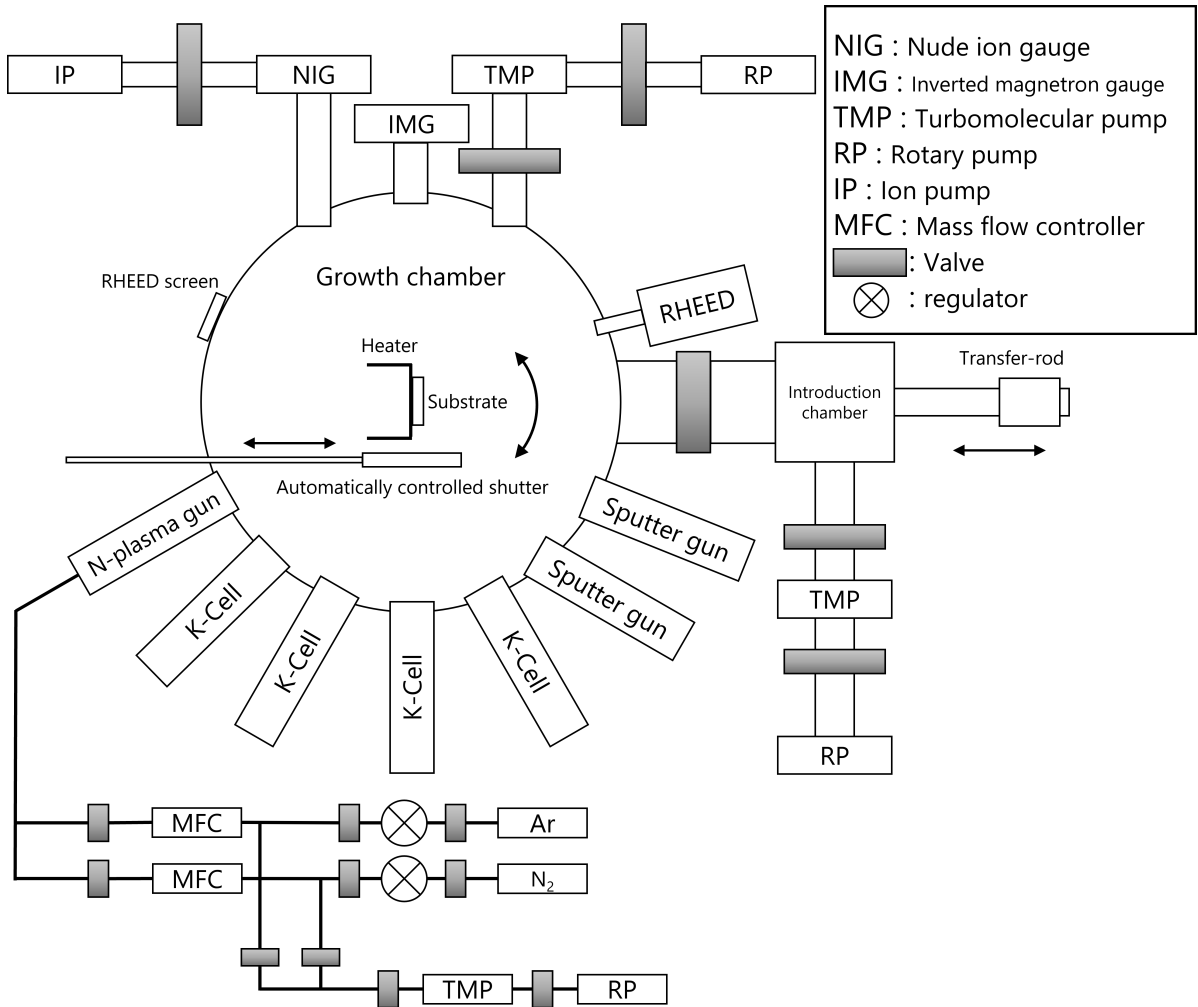 IP
NIG
TMP
RP
IMG
NIG : Nude ion gauge
IMG : Inverted magnetron gauge
TMP : Turbomolecular pump
RP : Rotary pump
IP : Ion pump
MFC : Mass flow controller
: Valve
: regulator
RHEED screen
Growth chamber
RHEED
Heater
Substrate
Introduction
chamber
Transfer-rod
Automatically controlled shutter
N-plasma gun
Sputter gun
Sputter gun
K-Cell
K-Cell
K-Cell
K-Cell
TMP
RP
MFC
Ar
MFC
N₂
TMP
RP